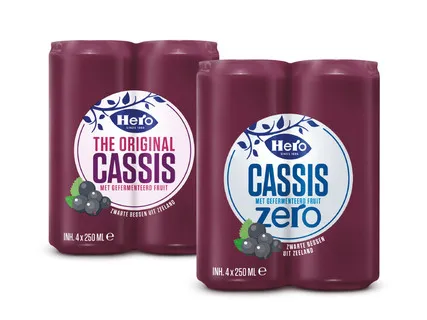 Hero
SINCE 1886
THE ORIGINAL
CASSIS
MET GEFERMENTEERD FRUIT
ZWARTE BESSEN UIT ZEELAND
INH. 4 x 250 ML e
Hero
SINCE 1886
CASSIS
MET GEFERMENTEERD FRUIT
zero
ZWARTE BESSEN
UIT ZEELAND
INH. 4 x 250 ML e